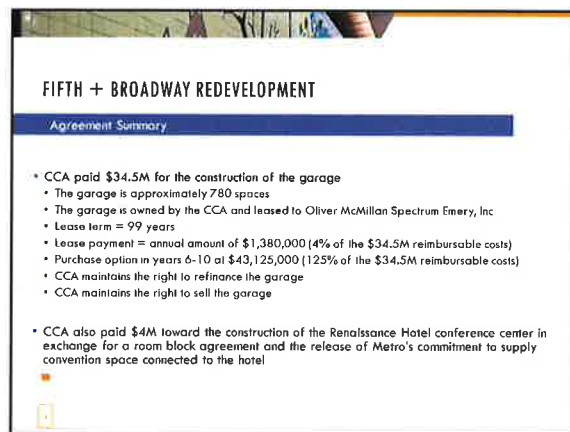 FIFTH + BROADWAY REDEVELOPMENT
Agreement Summary
• CCA paid $34.5M for the construction of the garage
• The garage is approximately 780 spaces
• The garage is owned by the CCA and leased to Oliver McMillan Spectrum Emery, Inc
• Lease term = 99 years
• Lease payment = annual amount of $1,380,000 (4% of the $34.5M reimbursable costs)
• Purchase option in years 6-10 at $43,125,000 (125% of the $34.5M reimbursable costs)
• CCA maintains the right to refinance the garage
• CCA maintains the right to sell the garage
• CCA also paid $4M toward the construction of the Renaissance Hotel conference center in
exchange for a room block agreement and the release of Metro's commitment to supply
convention space connected to the hotel